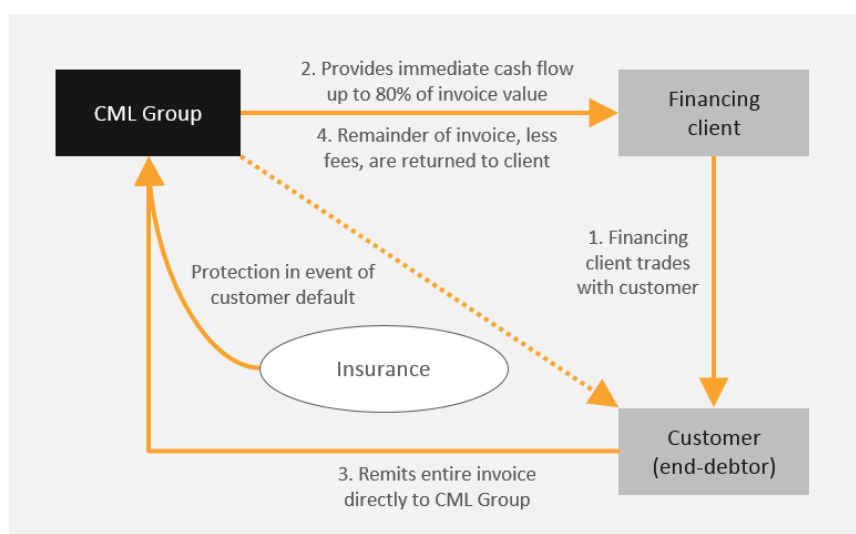 2. Provides immediate cash flow
up to 80% of invoice value
CML Group
Financing
client
4. Remainder of invoice, less
fees, are returned to client
1. Financing
client trades
with customer
Protection in event of
customer default
Insurance
Customer
(end-debtor)
3. Remits entire invoice
directly to CML Group